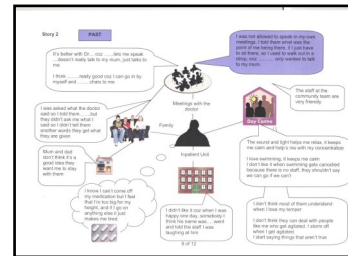 Story 2
PAST
I was not allowed to speak in my own
meetings. I told them what was the
point of me being there. If I just have
to sit there, so I used to walk out in a
strop, coz ......... only wanted to talk
to my mum.
It's better with Dr... coz ......lets me speak
...doesn't really talk to my mum, just talks to
me
I think ........really good coz I can go in by
myself and ........ chats to me
Meetings with the
doctor
The staff at the
community team are
very friendly.
Day Centre
I was asked what the doctor
said so I told them........but
they didn't ask me what I
said so I didn't tell them
another words they get what
they are given
Family
Inpatient Unit
The sound and light helps me relax, it keeps
me calm and help's me with my concentration
I love swimming, it keeps me calm
I don't like it when swimming gets cancelled
because there is no staff, they shouldn't say
we can go if we can't
Mum and dad
don't think it's a
good idea they
want me to stay
with them
I know I can't come off
my medication but I feel
that I'm too big for my
height, and if I go on
anything else it just
makes me tired
I didn't like it coz when I was
happy one day, somebody I
think his name was..... went
and told the staff I was
laughing at him
I don't think most of them understand
when I lose my temper
I don't think they can deal with people
like me who get agitated. I storm off
when I get agitated
I start saying things that aren't true
9 of 12